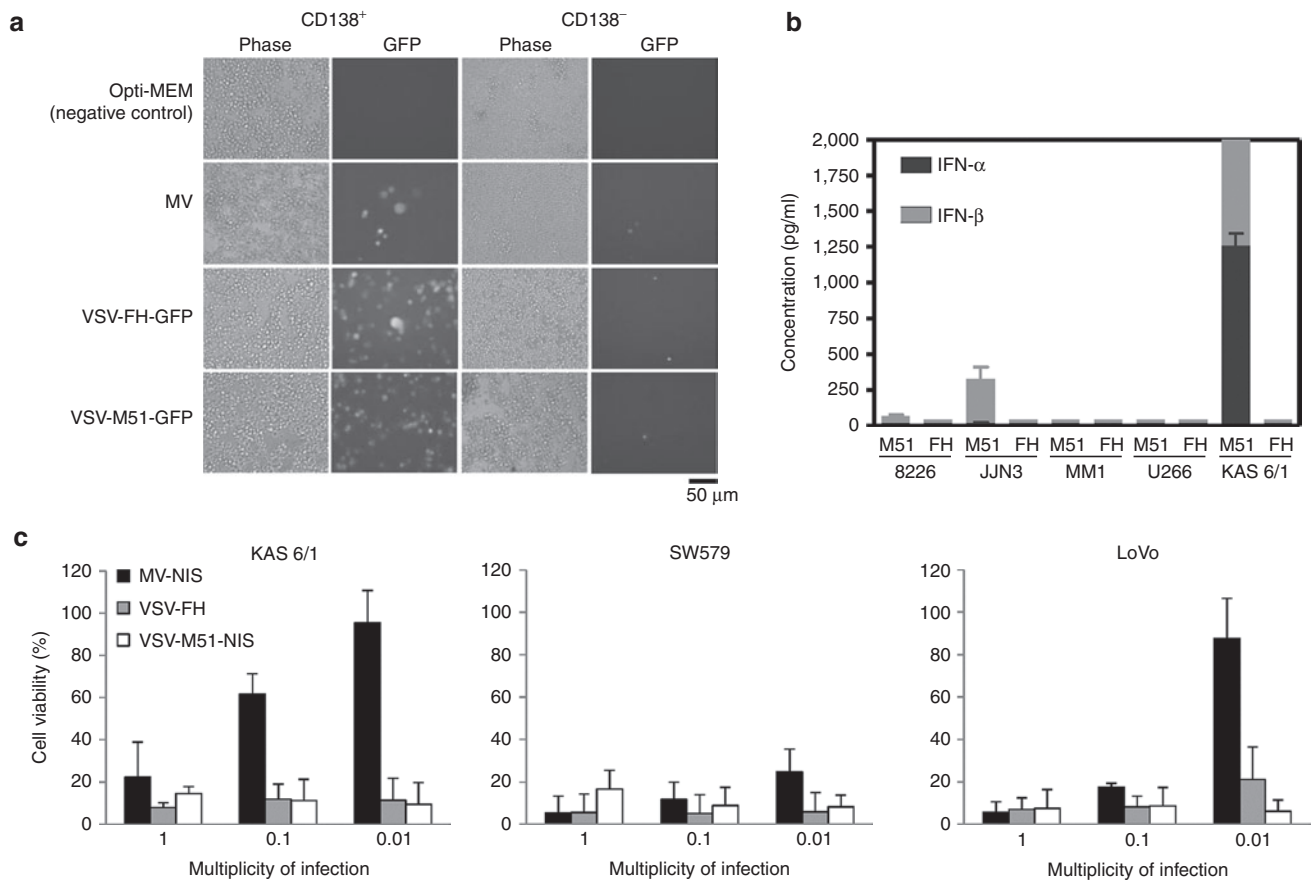 a
CD138+ CD138−
Phase GFP Phase GFP
Opti-MEM
(negative control)
MV
VSV-FH-GFP
VSV-M51-GFP
50 μm
b
Concentration (pg/ml)
2,000
1,750
1,500
1,250
1,000
750
500
250
0
IFN-α
IFN-β
M51 FH M51 FH M51 FH M51 FH M51 FH
8226 JJN3 MM1 U266 KAS 6/1
c
KAS 6/1
Cell viability (%)
120
100
80
60
40
20
0
MV-NIS
VSV-FH
VSV-M51-NIS
1 0.1 0.01
Multiplicity of infection
SW579
120
100
80
60
40
20
0
1 0.1 0.01
Multiplicity of infection
LoVo
120
100
80
60
40
20
0
1 0.1 0.01
Multiplicity of infection